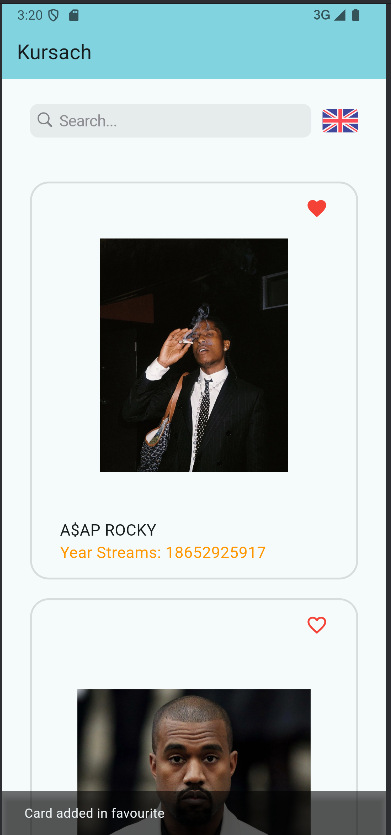 3:20
3G
Kursach
Search...
A$AP ROCKY
Year Streams: 18652925917
Card added in favourite